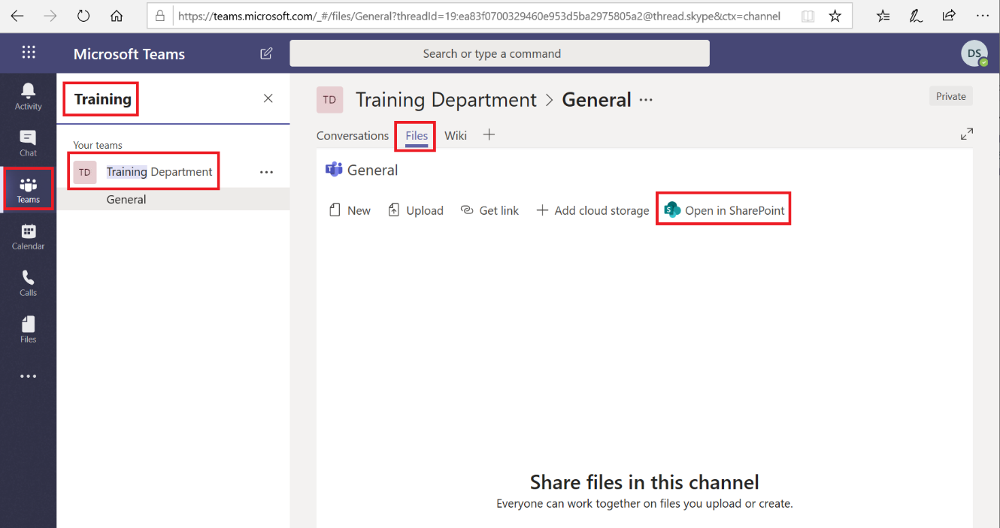 https://teams.microsoft.com/_#/files/General?threadId=19:ea83f0700329460e953d5ba2975805a2@thread.skype&ctx=channel
Microsoft Teams
Search or type a command
DS
Activity
Chat
Teams
Calendar
Calls
Files
Training
Your teams
TD Training Department
General
TD Training Department > General
Private
Conversations Files Wiki
General
New Upload Get link Add cloud storage S Open in SharePoint
Share files in this channel
Everyone can work together on files you upload or create.